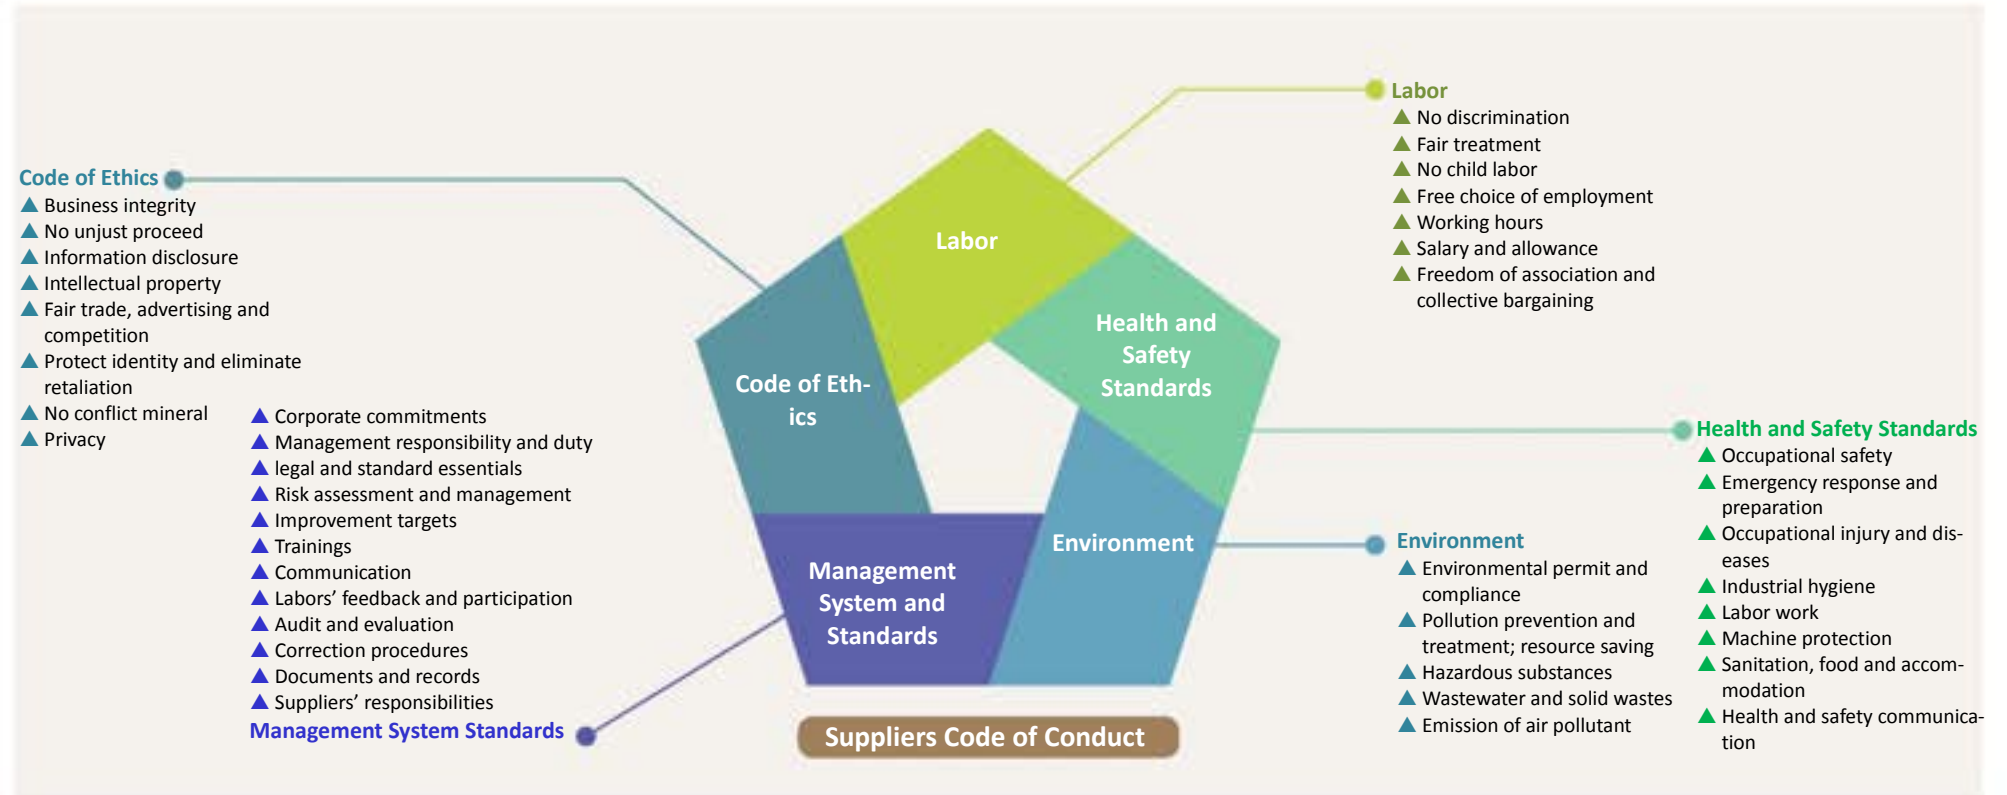 Labor
No discrimination
Fair treatment
No child labor
Free choice of employment
Working hours
Salary and allowance
Freedom of association and
collective bargaining
Code of Ethics
Business integrity
No unjust proceed
Information disclosure
Intellectual property
Fair trade, advertising and
competition
Protect identity and eliminate
retaliation
No conflict mineral
Privacy
Labor
Health and
Safety
Standards
Code of Eth-
ics
Environment
Management
System and
Standards
Corporate commitments
Management responsibility and duty
legal and standard essentials
Risk assessment and management
Improvement targets
Trainings
Communication
Labors’ feedback and participation
Audit and evaluation
Correction procedures
Documents and records
Suppliers’ responsibilities
Management System Standards
Health and Safety Standards
Occupational safety
Emergency response and
preparation
Occupational injury and dis-
eases
Industrial hygiene
Labor work
Machine protection
Sanitation, food and accom-
modation
Health and safety communica-
tion
Environment
Environmental permit and
compliance
Pollution prevention and
treatment; resource saving
Hazardous substances
Wastewater and solid wastes
Emission of air pollutant
Suppliers Code of Conduct